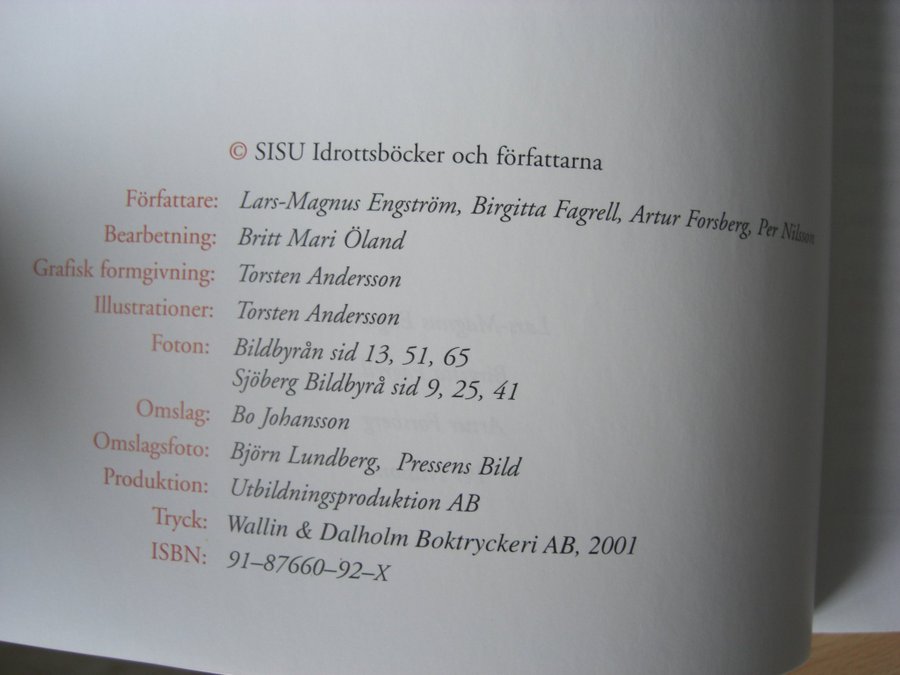 © SISU Idrottsböcker och författarna
Författare: Lars-Magnus Engström, Birgitta Fagrell, Artur Forsberg, Per Nilsson
Bearbetning: Britt Mari Öland
Grafisk formgivning: Torsten Andersson
Illustrationer: Torsten Andersson
Foton: Bildbyrån sid 13, 51, 65
Sjöberg Bildbyrå sid 9, 25, 41
Omslag: Bo Johansson
Omslagsfoto: Björn Lundberg, Pressens Bild
Produktion: Utbildningsproduktion AB
Tryck: Wallin & Dalholm Boktryckeri AB, 2001
ISBN: 91–87660–92–X